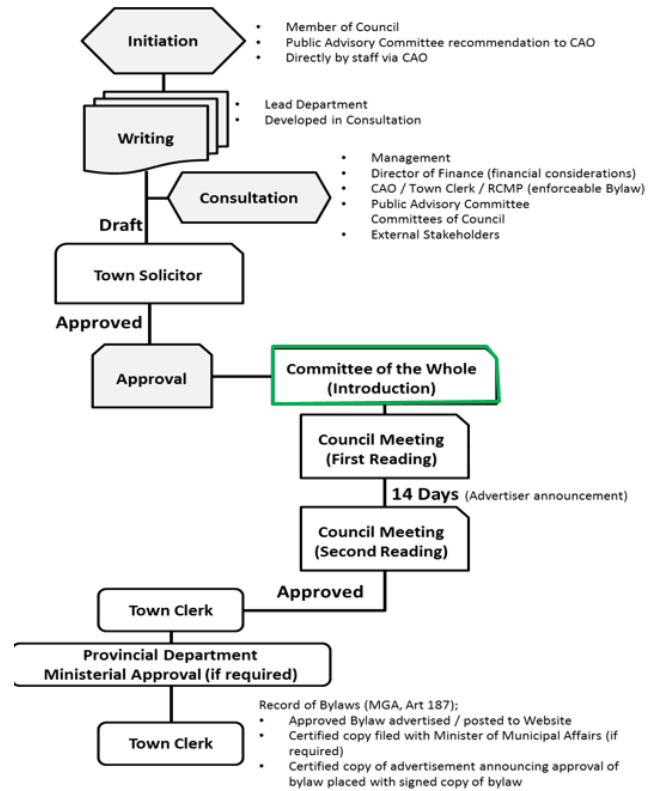 Initiation
• Member of Council
• Public Advisory Committee recommendation to CAO
• Directly by staff via CAO
Writing
• Lead Department
• Developed in Consultation
Consultation
• Management
• Director of Finance (financial considerations)
• CAO / Town Clerk / RCMP (enforceable Bylaw)
• Public Advisory Committee
Committees of Council
• External Stakeholders
Draft
Town Solicitor
Approved
Approval
Committee of the Whole
(Introduction)
Council Meeting
(First Reading)
14 Days (Advertiser announcement)
Council Meeting
(Second Reading)
Approved
Town Clerk
Provincial Department
Ministerial Approval (if required)
Town Clerk
Record of Bylaws (MGA, Art 187);
• Approved Bylaw advertised / posted to Website
• Certified copy filed with Minister of Municipal Affairs (if
required)
• Certified copy of advertisement announcing approval of
bylaw placed with signed copy of bylaw